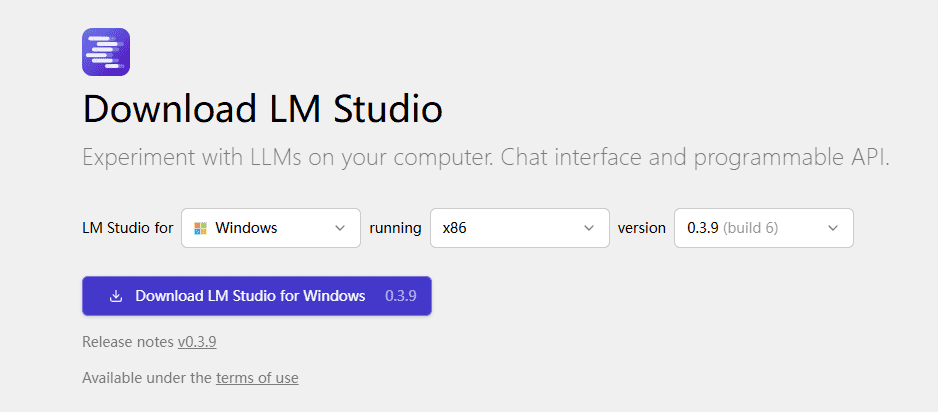 Download LM Studio
Experiment with LLMs on your computer. Chat interface and programmable API.
LM Studio for Windows running x86 version 0.3.9 (build 6)
Download LM Studio for Windows 0.3.9
Release notes v0.3.9
Available under the terms of use